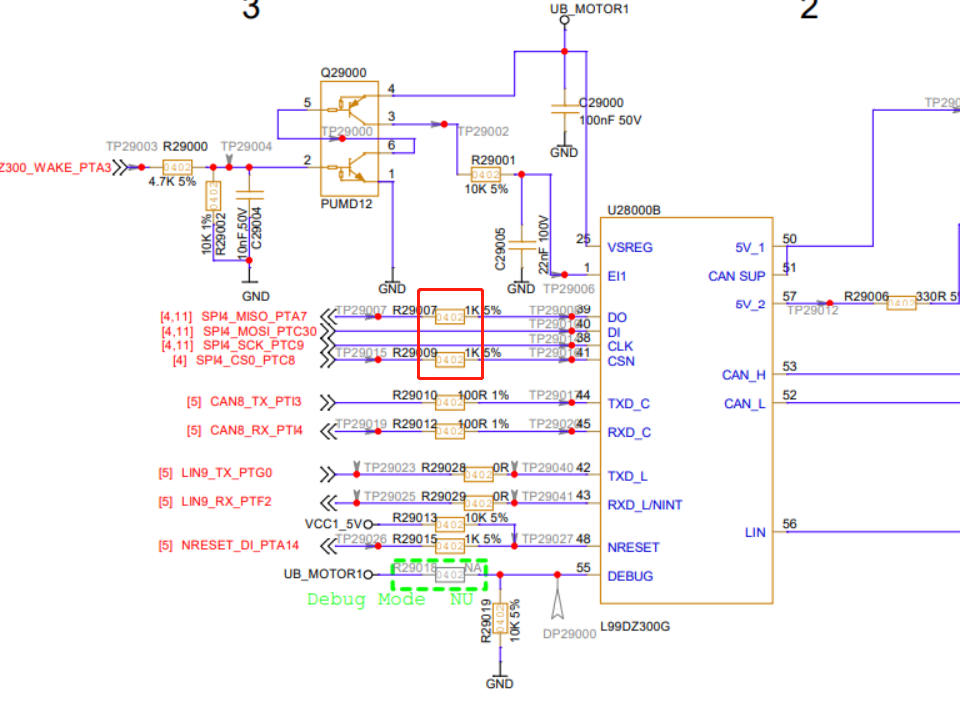 3
2
UB_MOTOR1
Q29000
4
5
C29000
TP290
3
100nF 50V
TP29000
TP29002
TP29003 R29000 TP29004
6
GND
Z300_WAKE_PTA3
0402
2
R29001
4.7K 5%
0402
1
10K 5%
0402
10K 1%
R29002
10nF,50V
C29004
PUMD12
U28000B
C29005
22nF 100V
25
VSREG
5V_1
50
1
EI1
CAN SUP
51
GND
GND
GND
TP29006
5V_2
57
R29006
330R 5%
0402
TP29012
[4,11] SPI4_MISO_PTA7
TP29007
R29007
1K 5%
0402
39
DO
[4,11] SPI4_MOSI_PTC30
40
DI
[4,11] SPI4_SCK_PTC9
38
CLK
[4] SPI4_CS0_PTC8
TP29015
R29009
1K 5%
0402
41
CSN
CAN_H
53
[5] CAN8_TX_PTI3
R29010
100R 1%
0402
44
TXD_C
CAN_L
52
[5] CAN8_RX_PTI4
TP29019
R29012
100R 1%
0402
45
RXD_C
[5] LIN9_TX_PTG0
TP29023
R29028
0R
0402
TP29040
42
TXD_L
[5] LIN9_RX_PTF2
TP29025
R29029
0R
0402
TP29041
43
RXD_L/NINT
VCC1_5V
R29013
10K 5%
0402
LIN
56
[5] NRESET_DI_PTA14
TP29026
R29015
1K 5%
0402
TP29027
48
NRESET
UB_MOTOR1
R29018
NA
0402
55
DEBUG
Debug Mode NU
R29019
0402
10K 5%
DP29000
L99DZ300G
GND